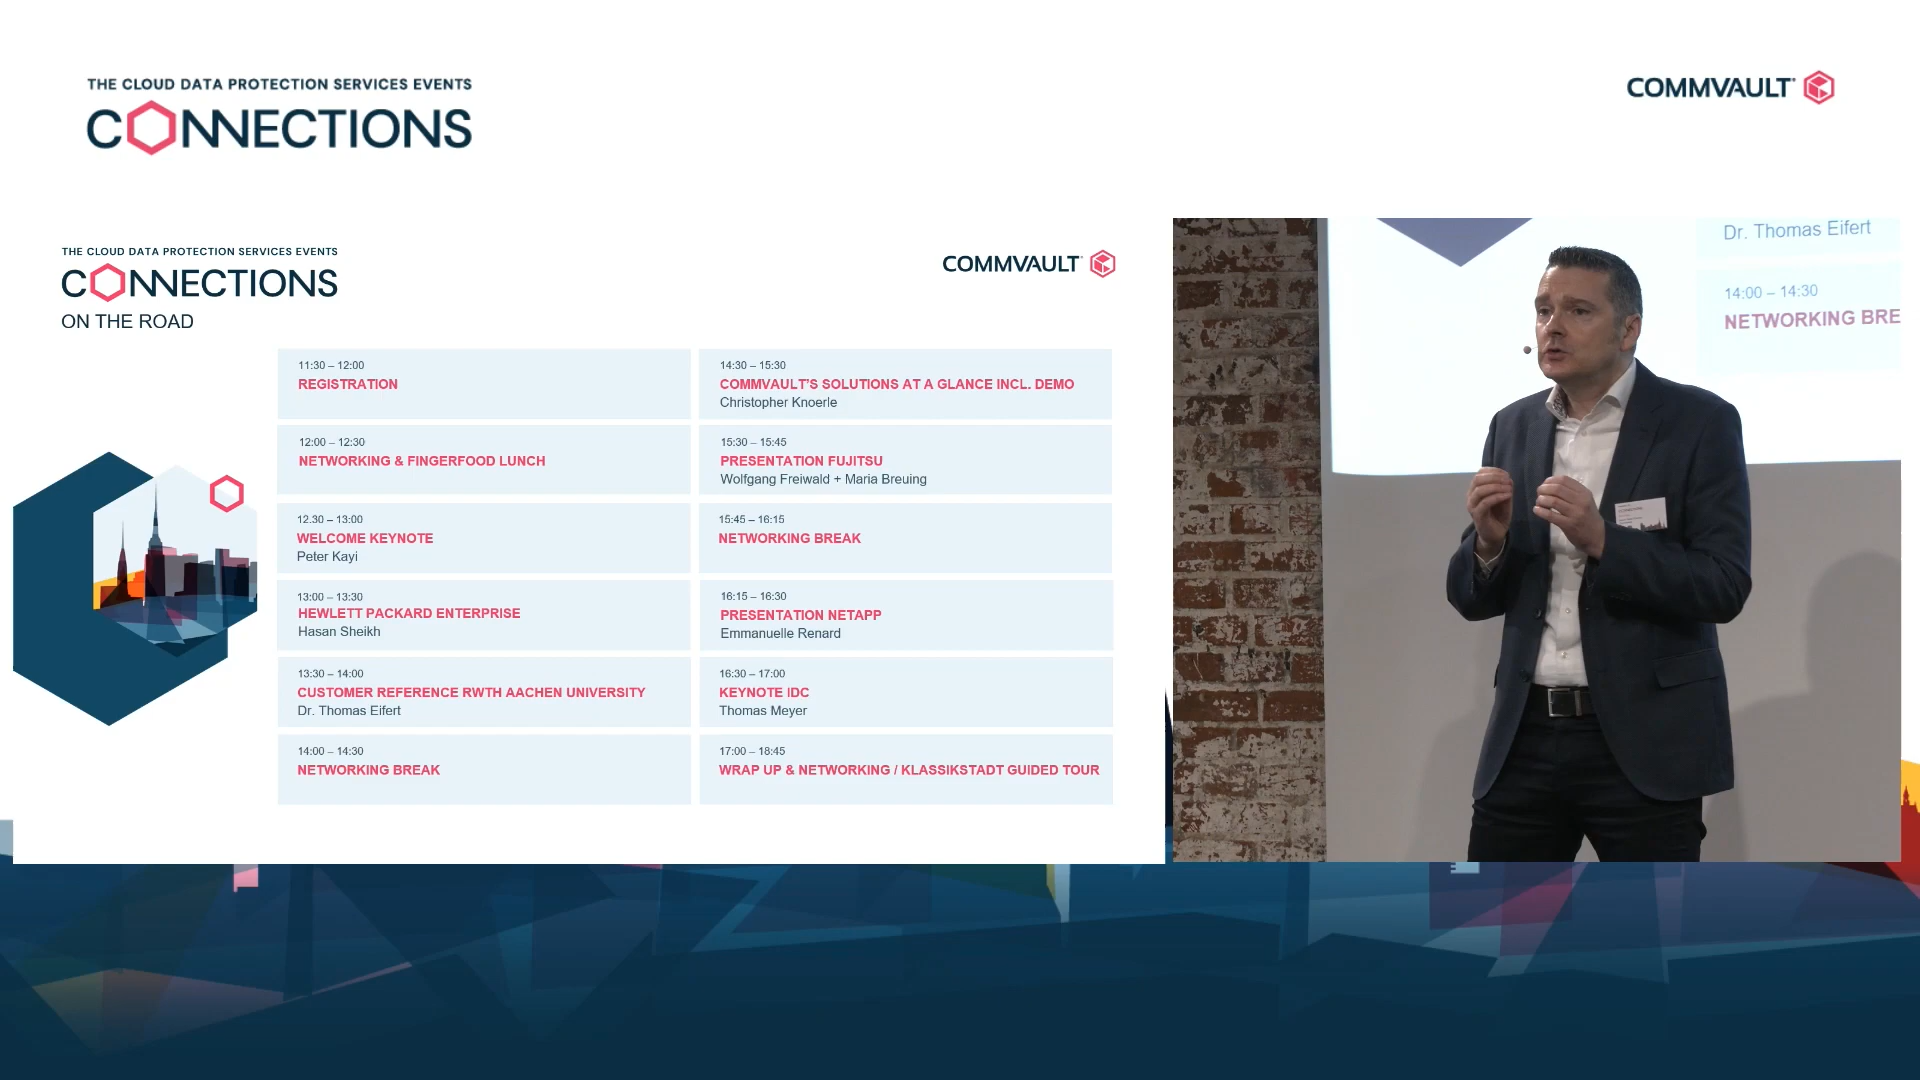 THE CLOUD DATA PROTECTION SERVICES EVENTS
CONNECTIONS
COMMVAULT
THE CLOUD DATA PROTECTION SERVICES EVENTS
CONNECTIONS
ON THE ROAD
COMMVAULT
11:30 – 12:00
REGISTRATION
12:00 – 12:30
NETWORKING & FINGERFOOD LUNCH
12.30 – 13:00
WELCOME KEYNOTE
Peter Kayi
13:00 – 13:30
HEWLETT PACKARD ENTERPRISE
Hasan Sheikh
13:30 – 14:00
CUSTOMER REFERENCE RWTH AACHEN UNIVERSITY
Dr. Thomas Eifert
14:00 – 14:30
NETWORKING BREAK
14:30 – 15:30
COMMVAULT'S SOLUTIONS AT A GLANCE INCL. DEMO
Christopher Knoerle
15:30 – 15:45
PRESENTATION FUJITSU
Wolfgang Freiwald + Maria Breuing
15:45 – 16:15
NETWORKING BREAK
16:15 – 16:30
PRESENTATION NETAPP
Emmanuelle Renard
16:30 – 17:00
KEYNOTE IDC
Thomas Meyer
17:00 – 18:45
WRAP UP & NETWORKING / KLASSIKSTADT GUIDED TOUR
Dr. Thomas Eifert
14:00 – 14:30
NETWORKING BRE